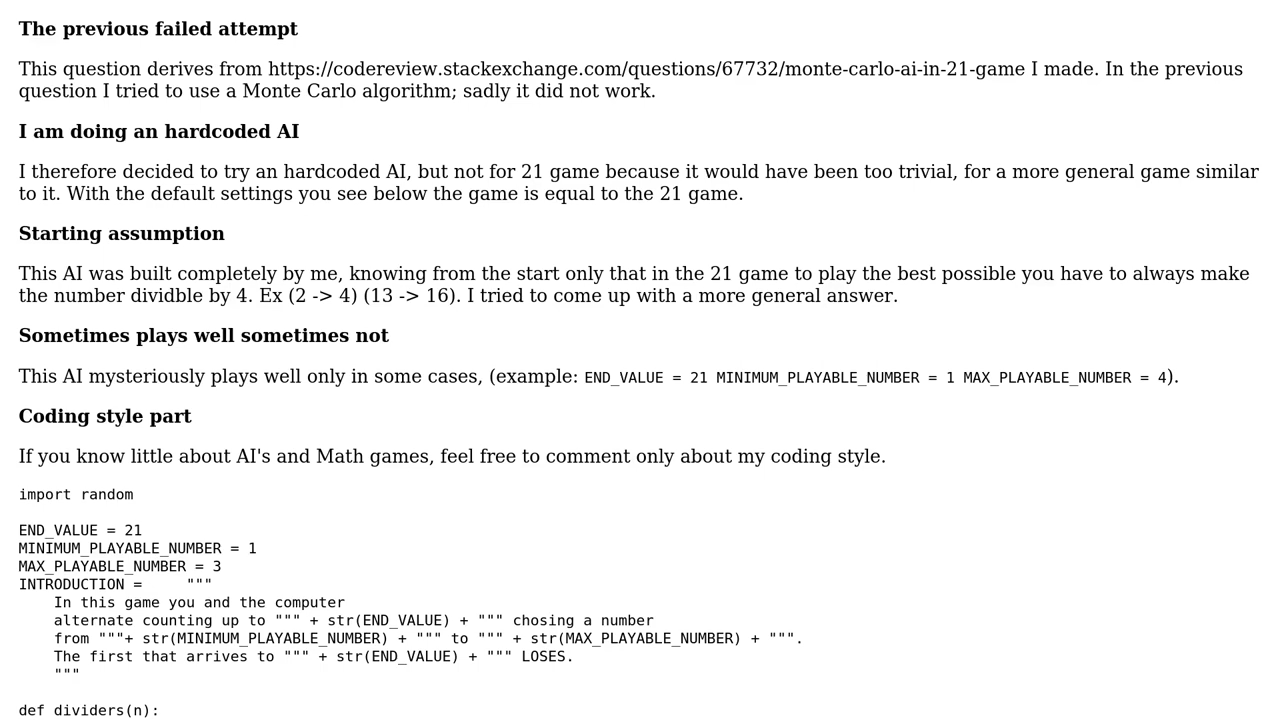 The previous failed attempt
This question derives from https://codereview.stackexchange.com/questions/67732/monte-carlo-ai-in-21-game I made. In the previous
question I tried to use a Monte Carlo algorithm; sadly it did not work.
I am doing an hardcoded AI
I therefore decided to try an hardcoded AI, but not for 21 game because it would have been too trivial, for a more general game similar
to it. With the default settings you see below the game is equal to the 21 game.
Starting assumption
This AI was built completely by me, knowing from the start only that in the 21 game to play the best possible you have to always make
the number dividble by 4. Ex (2 -> 4) (13 -> 16). I tried to come up with a more general answer.
Sometimes plays well sometimes not
This AI mysteriously plays well only in some cases, (example: END_VALUE = 21 MINIMUM_PLAYABLE_NUMBER = 1 MAX_PLAYABLE_NUMBER = 4).
Coding style part
If you know little about AI's and Math games, feel free to comment only about my coding style.
import random
END_VALUE = 21
MINIMUM_PLAYABLE_NUMBER = 1
MAX_PLAYABLE_NUMBER = 3
INTRODUCTION =     """
    In this game you and the computer
    alternate counting up to """ + str(END_VALUE) + """ chosing a number
    from """+ str(MINIMUM_PLAYABLE_NUMBER) + """ to """ + str(MAX_PLAYABLE_NUMBER) + """.
    The first that arrives to """ + str(END_VALUE) + """ LOSES.
    """
def dividers(n):